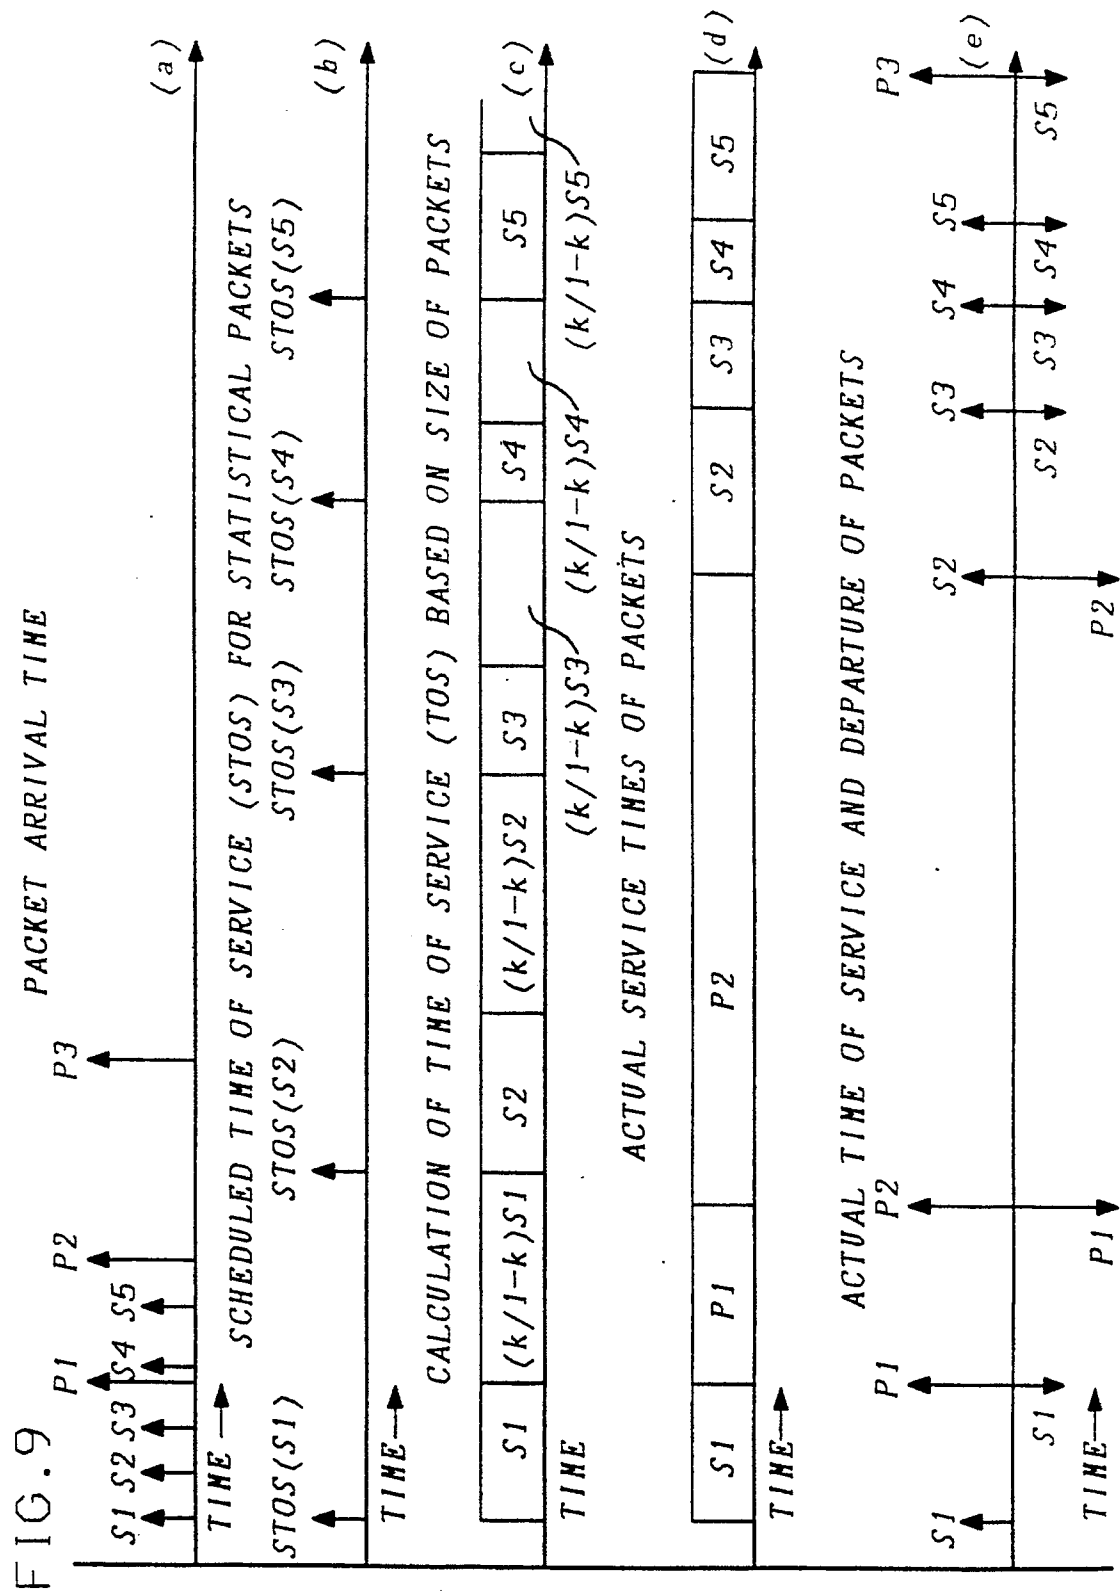 FIG.9
PACKET ARRIVAL TIME
S1 S2 S3 P1 S4 S5 P2 P3
(a)
TIME
SCHEDULED TIME OF SERVICE (STOS) FOR STATISTICAL PACKETS
STOS(S1) STOS(S2) STOS(S3) STOS(S4) STOS(S5)
(b)
TIME
CALCULATION OF TIME OF SERVICE (TOS) BASED ON SIZE OF PACKETS
S1 (k/1-k)S1 S2 (k/1-k)S2 S3 S4 S5
(c)
TIME
(k/1-k)S3 (k/1-k)S4 (k/1-k)S5
ACTUAL SERVICE TIMES OF PACKETS
S1 P1 P2 S2 S3 S4 S5
(d)
TIME
ACTUAL TIME OF SERVICE AND DEPARTURE OF PACKETS
S1 P1 P2 S2 S3 S4 S5 P3
(e)
S1 P1 P2 S2 S3 S4 S5
TIME